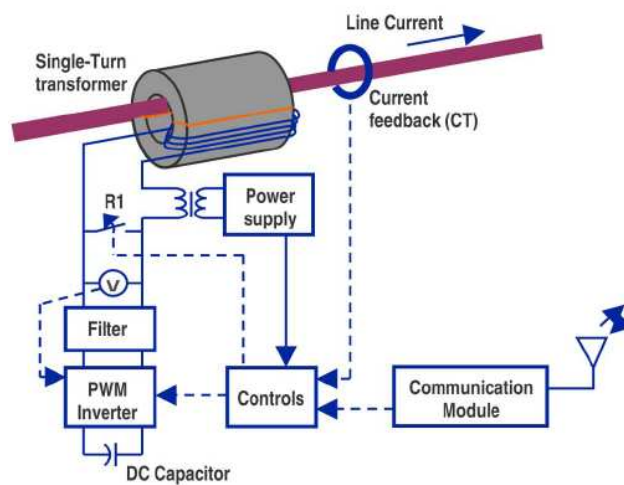 Line Current
Single-Turn
transformer
Current
feedback (CT)
R1
Power
supply
V
Filter
PWM
Inverter
Controls
Communication
Module
DC Capacitor